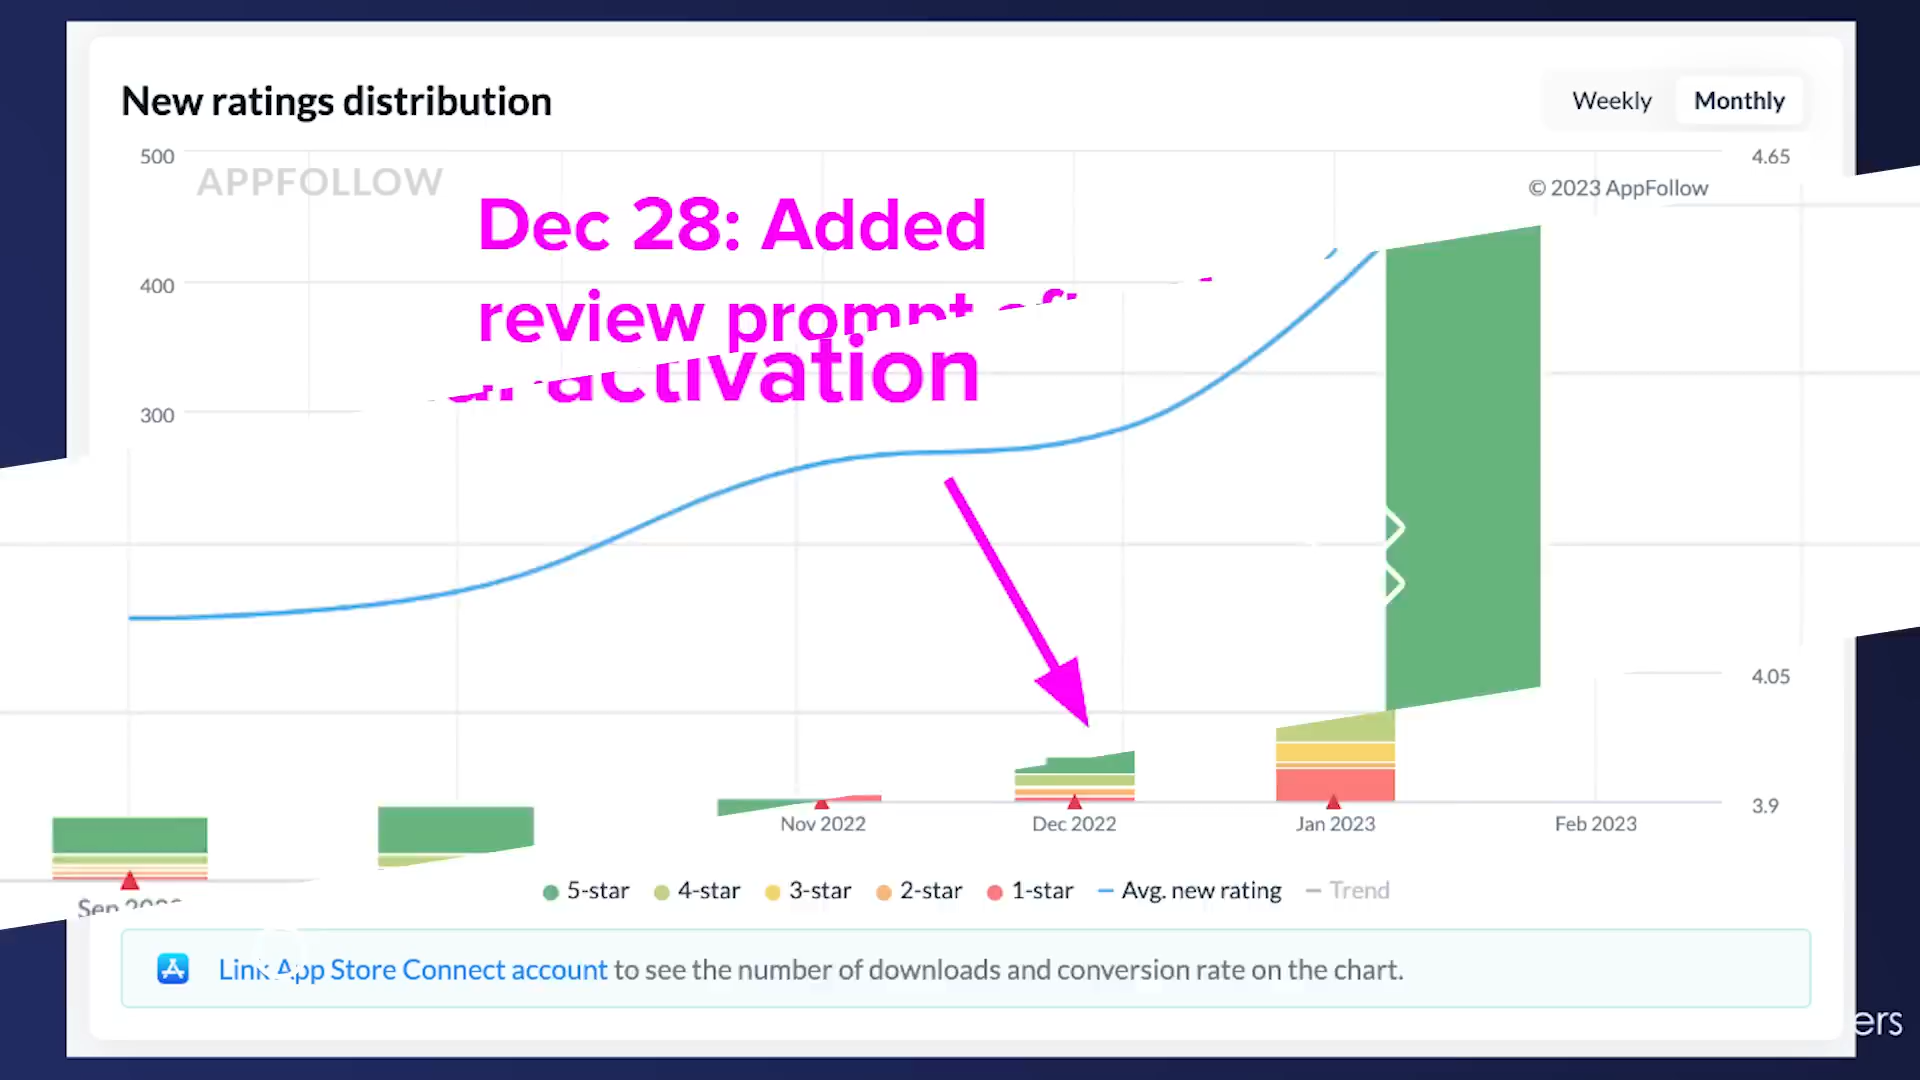 New ratings distribution
Weekly Monthly
500
4.65
APPFOLLOW
© 2023 AppFollow
Dec 28: Added
400
review prompt
activation
300
4.05
3.9
Nov 2022 Dec 2022 Jan 2023 Feb 2023
5-star 4-star 3-star 2-star 1-star Avg. new rating Trend
Link App Store Connect account to see the number of downloads and conversion rate on the chart.